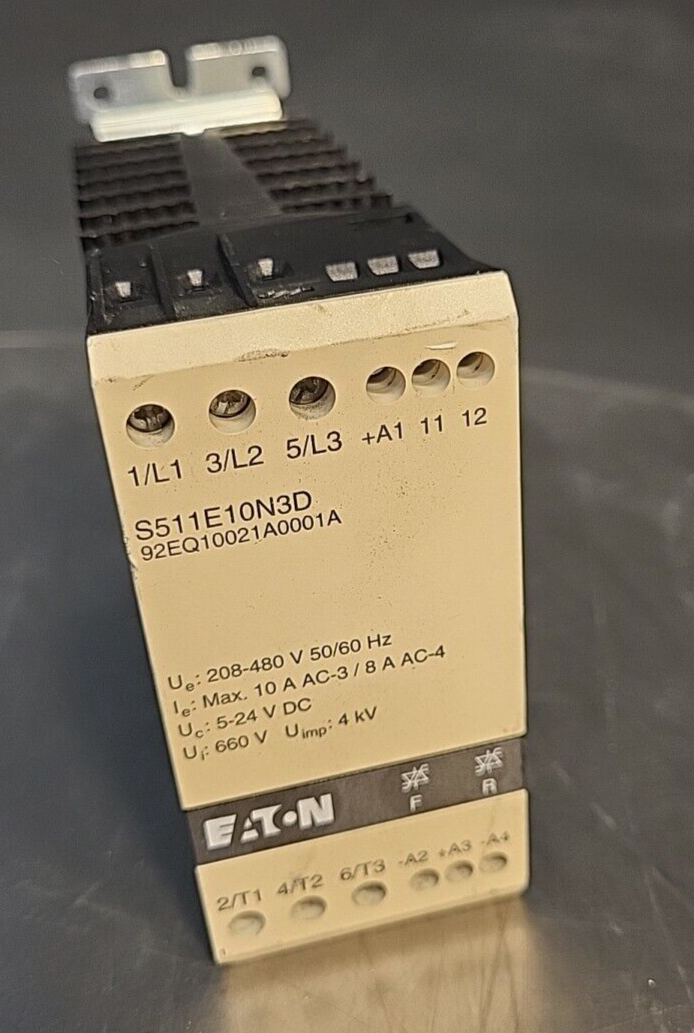 1/L1 3/L2 5/L3 +A1 11 12
S511E10N3D
92EQ10021A0001A
Ue: 208-480 V 50/60 Hz
Ie: Max. 10 A AC-3 / 8 A AC-4
Uc: 5-24 V DC
Ui: 660 V Uimp: 4 kV
EATON F R
2/T1 4/T2 6/T3 -A2 +A3 -A4